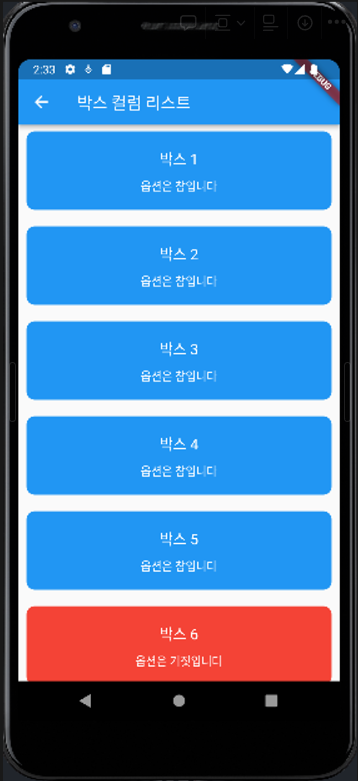 2:33
DEBUG
박스 컬럼 리스트
박스 1
옵션은 참입니다
박스 2
옵션은 참입니다
박스 3
옵션은 참입니다
박스 4
옵션은 참입니다
박스 5
옵션은 참입니다
박스 6
옵션은 거짓입니다